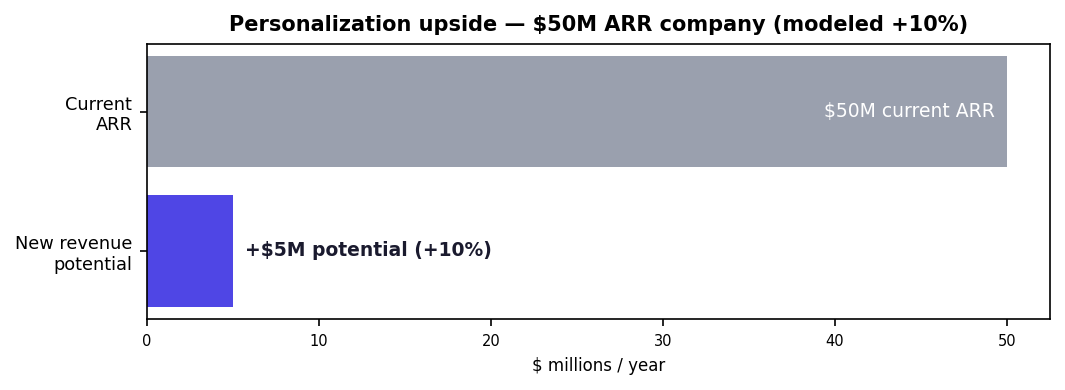 Personalization upside — $50M ARR company (modeled +10%)
Current
ARR
$50M current ARR
New revenue
potential
+$5M potential (+10%)
0 10 20 30 40 50
$ millions / year